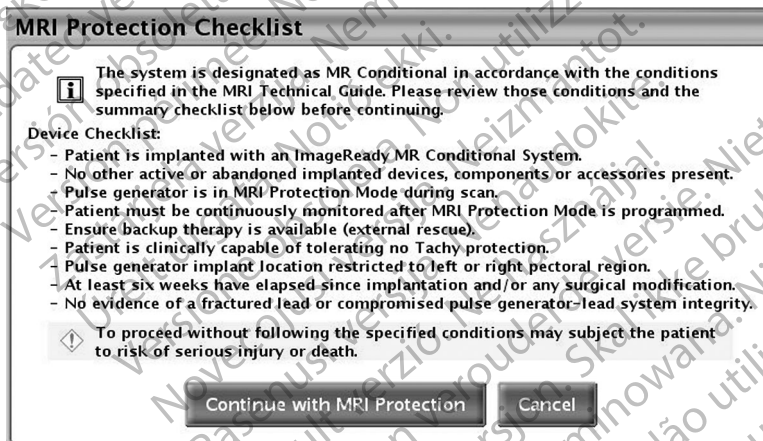 MRI Protection Checklist
The system is designated as MR Conditional in accordance with the conditions
specified in the MRI Technical Guide. Please review those conditions and the
summary checklist below before continuing.
Device Checklist:
- Patient is implanted with an ImageReady MR Conditional System.
- No other active or abandoned implanted devices, components or accessories present.
- Pulse generator is in MRI Protection Mode during scan.
- Patient must be continuously monitored after MRI Protection Mode is programmed.
- Ensure backup therapy is available (external rescue).
- Patient is clinically capable of tolerating no Tachy protection.
- Pulse generator implant location restricted to left or right pectoral region.
- At least six weeks have elapsed since implantation and/or any surgical modification.
- No evidence of a fractured lead or compromised pulse generator-lead system integrity.
To proceed without following the specified conditions may subject the patient
to risk of serious injury or death.
Continue with MRI Protection
Cancel